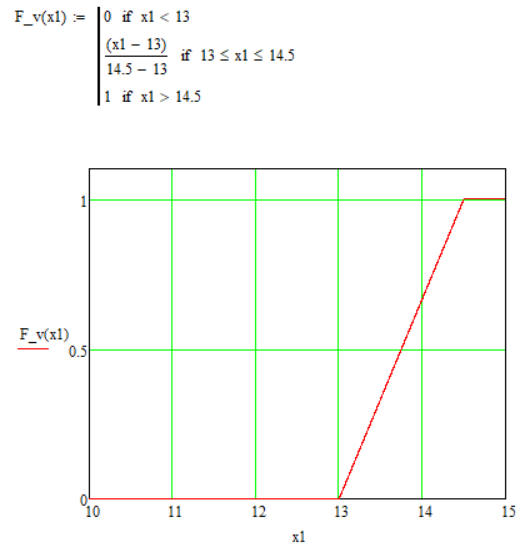 F_v(x1) := 0 if x1 < 13
(x1 − 13)
14.5 − 13
if 13 ≤ x1 ≤ 14.5
1 if x1 > 14.5
1
F_v(x1)
0.5
0
10 11 12 13 14 15
x1